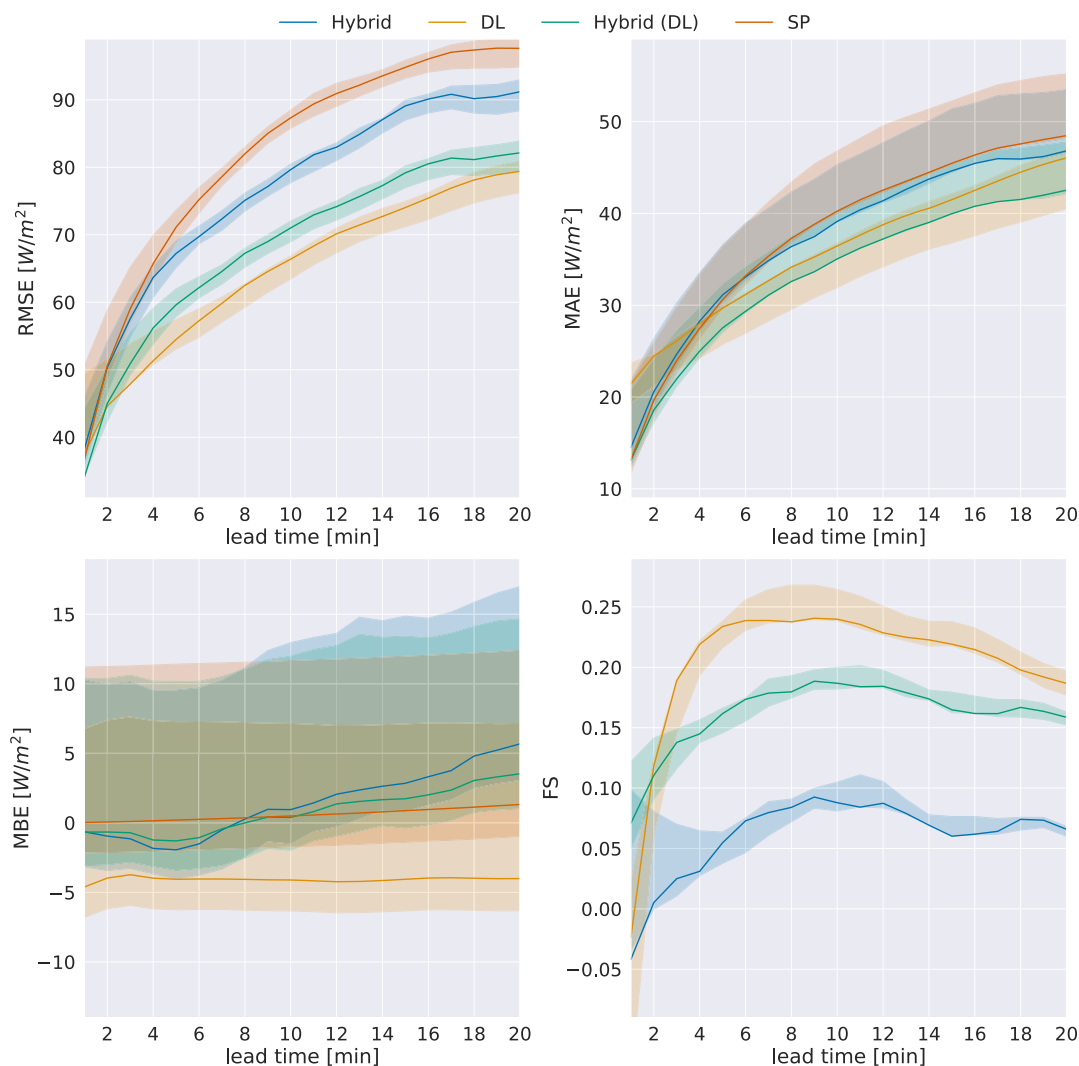 Hybrid DL Hybrid (DL) SP
RMSE [W/m²]
90
80
70
60
50
40
2 4 6 8 10 12 14 16 18 20
lead time [min]
MAE [W/m²]
50
40
30
20
10
2 4 6 8 10 12 14 16 18 20
lead time [min]
MBE [W/m²]
15
10
5
0
−5
−10
2 4 6 8 10 12 14 16 18 20
lead time [min]
FS
0.25
0.20
0.15
0.10
0.05
0.00
−0.05
2 4 6 8 10 12 14 16 18 20
lead time [min]